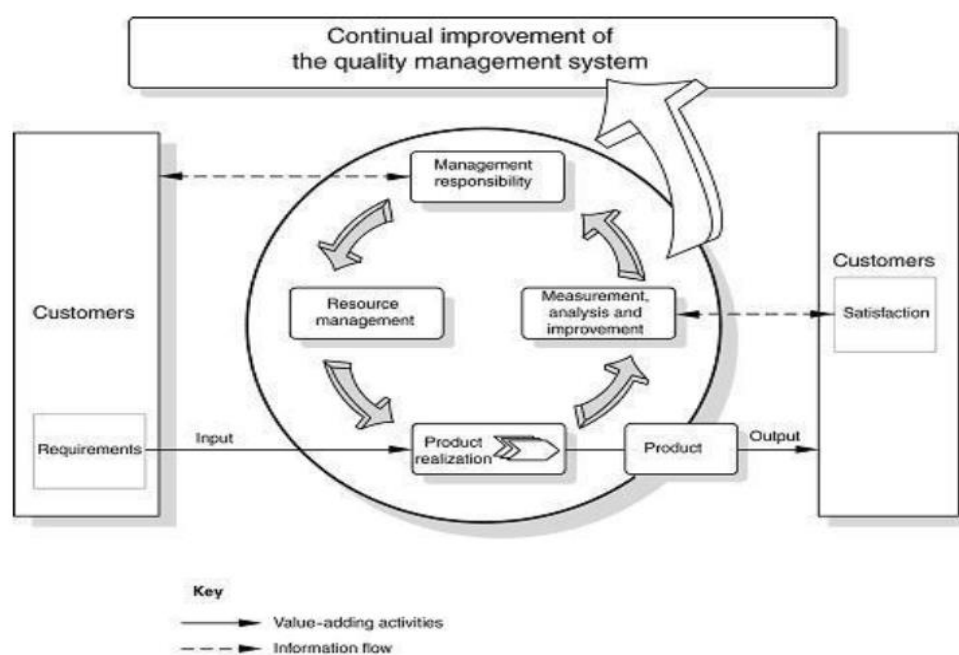 Continual improvement of
the quality management system
Management
responsibility
Customers
Resource
management
Measurement,
analysis and
improvement
Customers
Satisfaction
Requirements
Input
Product
realization
Product
Output
Key
Value-adding activities
Information flow